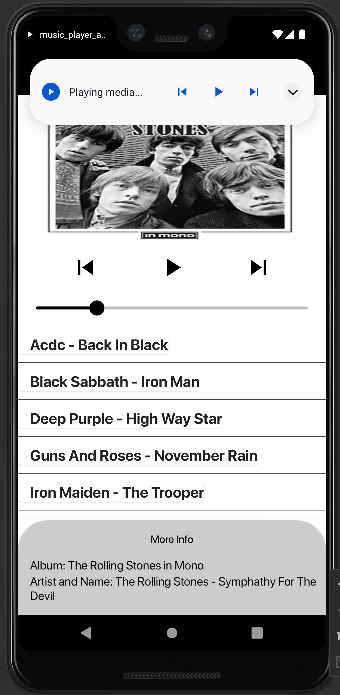 music_player_a..
Playing media...
STONES
in mono
Acdc - Back In Black
Black Sabbath - Iron Man
Deep Purple - High Way Star
Guns And Roses - November Rain
Iron Maiden - The Trooper
More Info
Album: The Rolling Stones in Mono
Artist and Name: The Rolling Stones - Symphathy For The
Devil